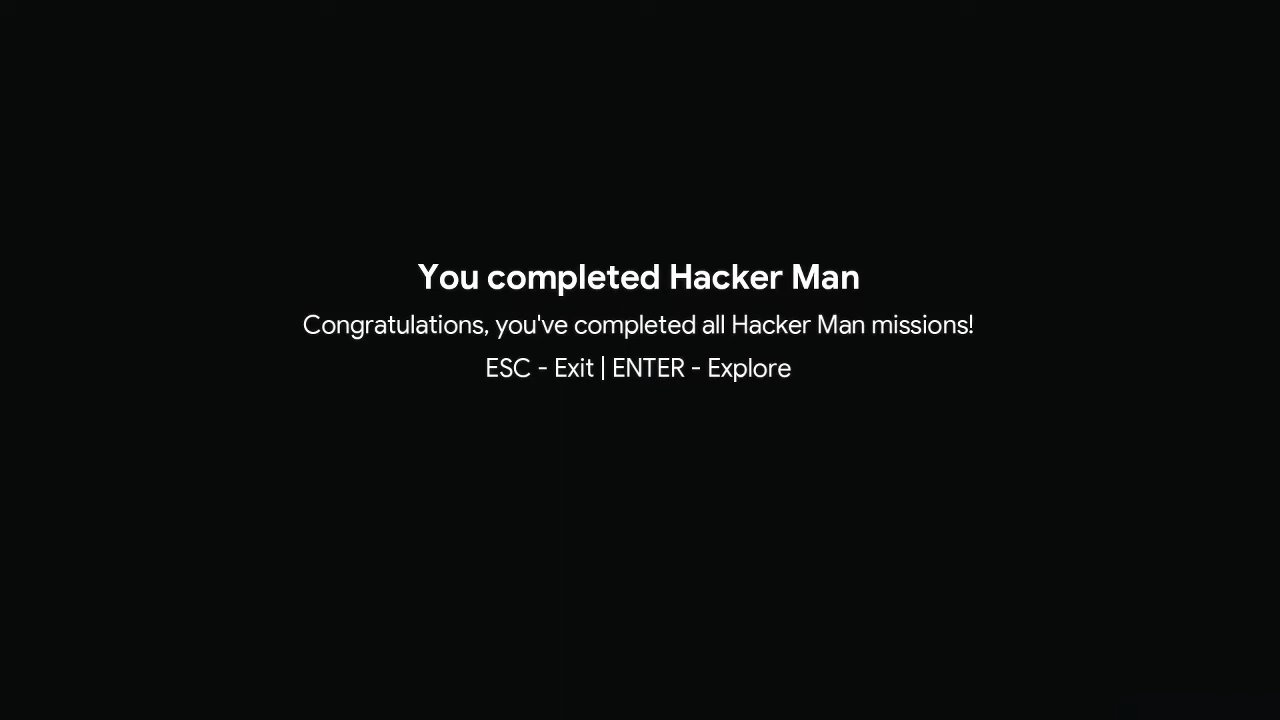 You completed Hacker Man
Congratulations, you've completed all Hacker Man missions!
ESC - Exit | ENTER - Explore